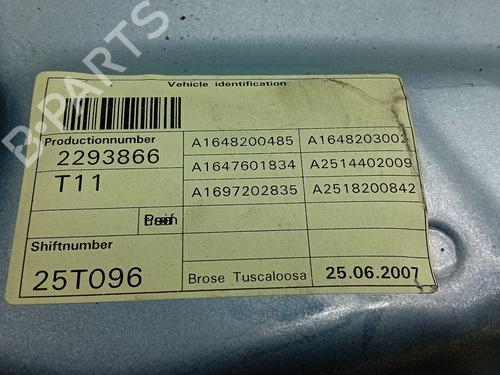 B-PARTS
Vehicle identification
Productionnumber
2293866
T11
Shiftnumber
25T096
A1648200485 A1648203002
A1647601834 A2514402009
A1697202835 A2518200842
Brose Tuscaloosa 25.06.2007